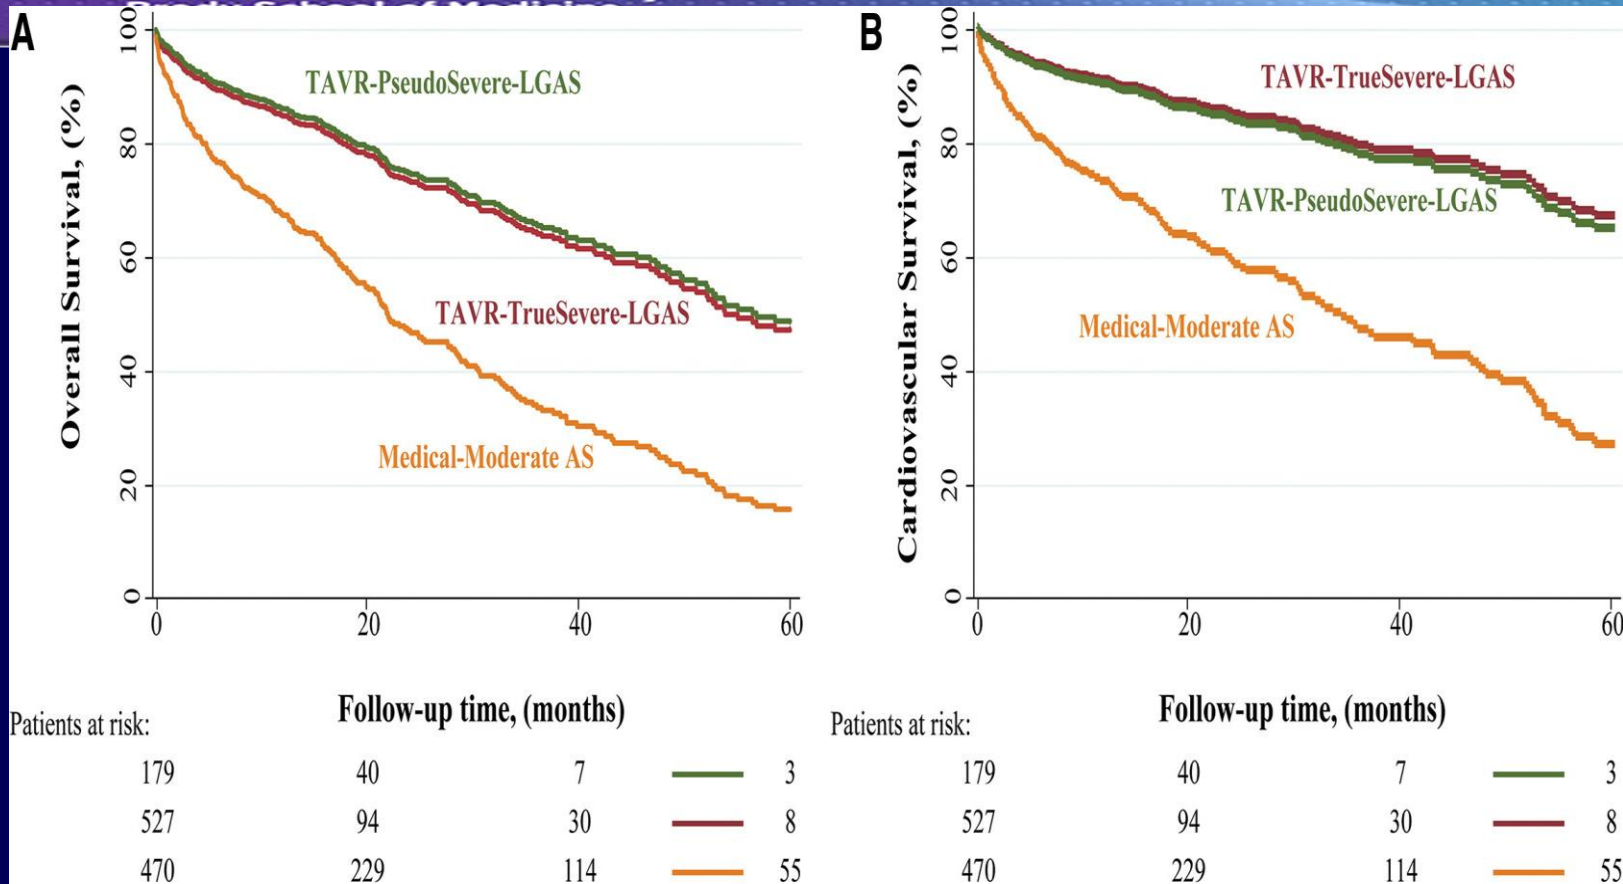 A
Overall Survival, (%)
100
80
60
40
20
0
TAVR-PseudoSevere-LGAS
TAVR-TrueSevere-LGAS
Medical-Moderate AS
0 20 40 60
Follow-up time, (months)
Patients at risk:
179 40 7 3
527 94 30 8
470 229 114 55
B
Cardiovascular Survival, (%)
100
80
60
40
20
0
TAVR-TrueSevere-LGAS
TAVR-PseudoSevere-LGAS
Medical-Moderate AS
0 20 40 60
Follow-up time, (months)
Patients at risk:
179 40 7 3
527 94 30 8
470 229 114 55